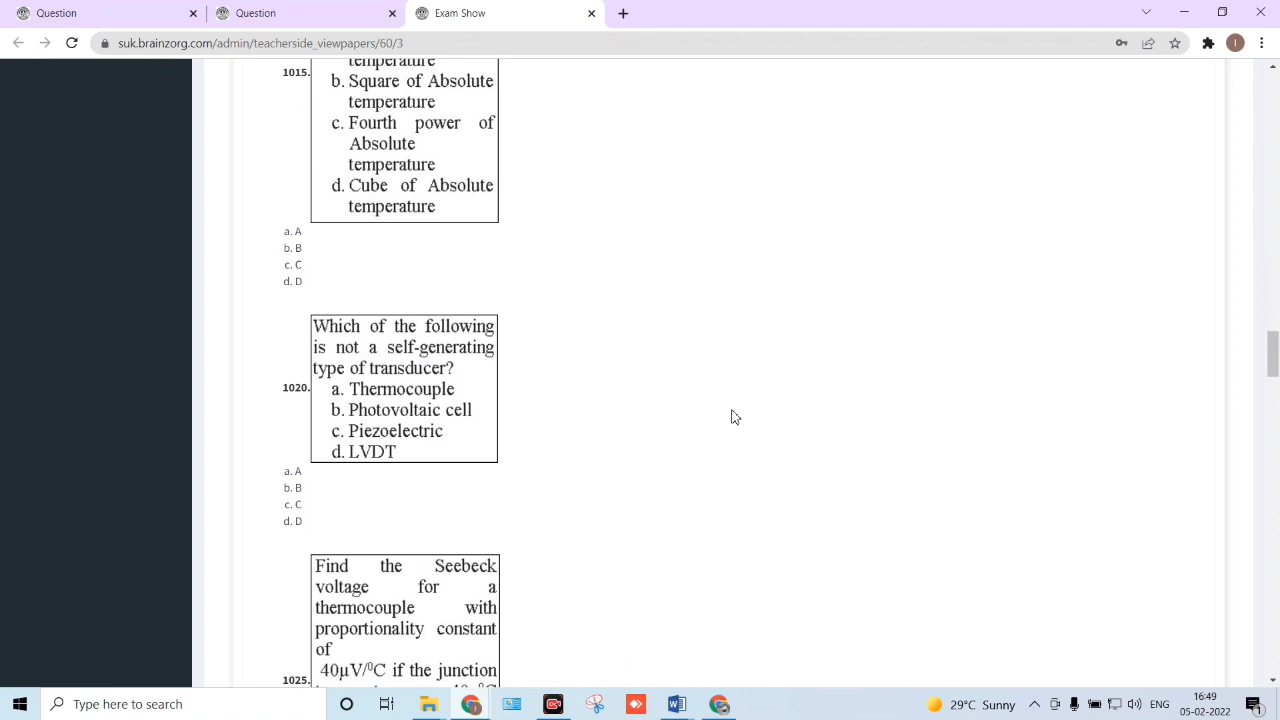 Question
Question
Exam Show
suk.brainzorg.com/admin/teacherside_viewpapers/60/3
temperature
1015.
b. Square of Absolute
temperature
c. Fourth power of
Absolute
temperature
d. Cube of Absolute
temperature
a. A
b. B
c. C
d. D
Which of the following
is not a self-generating
type of transducer?
1020.
a. Thermocouple
b. Photovoltaic cell
c. Piezoelectric
d. LVDT
a. A
b. B
c. C
d. D
Find the Seebeck
voltage for a
thermocouple with
proportionality constant
of
40µV/⁰C if the junction
1025.
Type here to search
29°C Sunny
ENG
16:49
05-02-2022
1